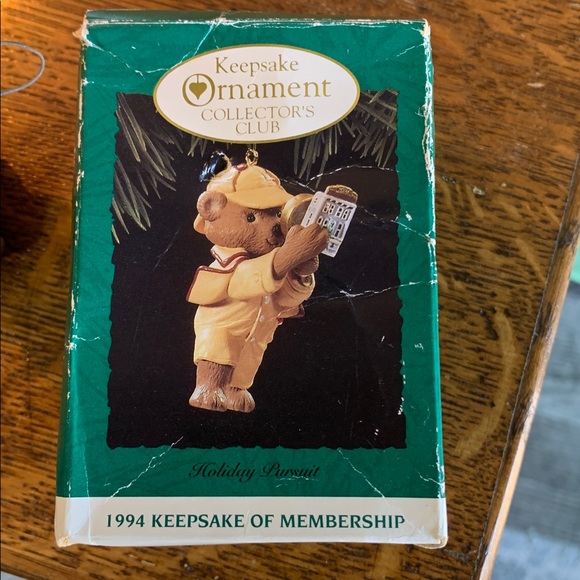 Keepsake
Ornament
COLLECTOR'S
CLUB
Holiday Pursuit
1994 KEEPSAKE OF MEMBERSHIP